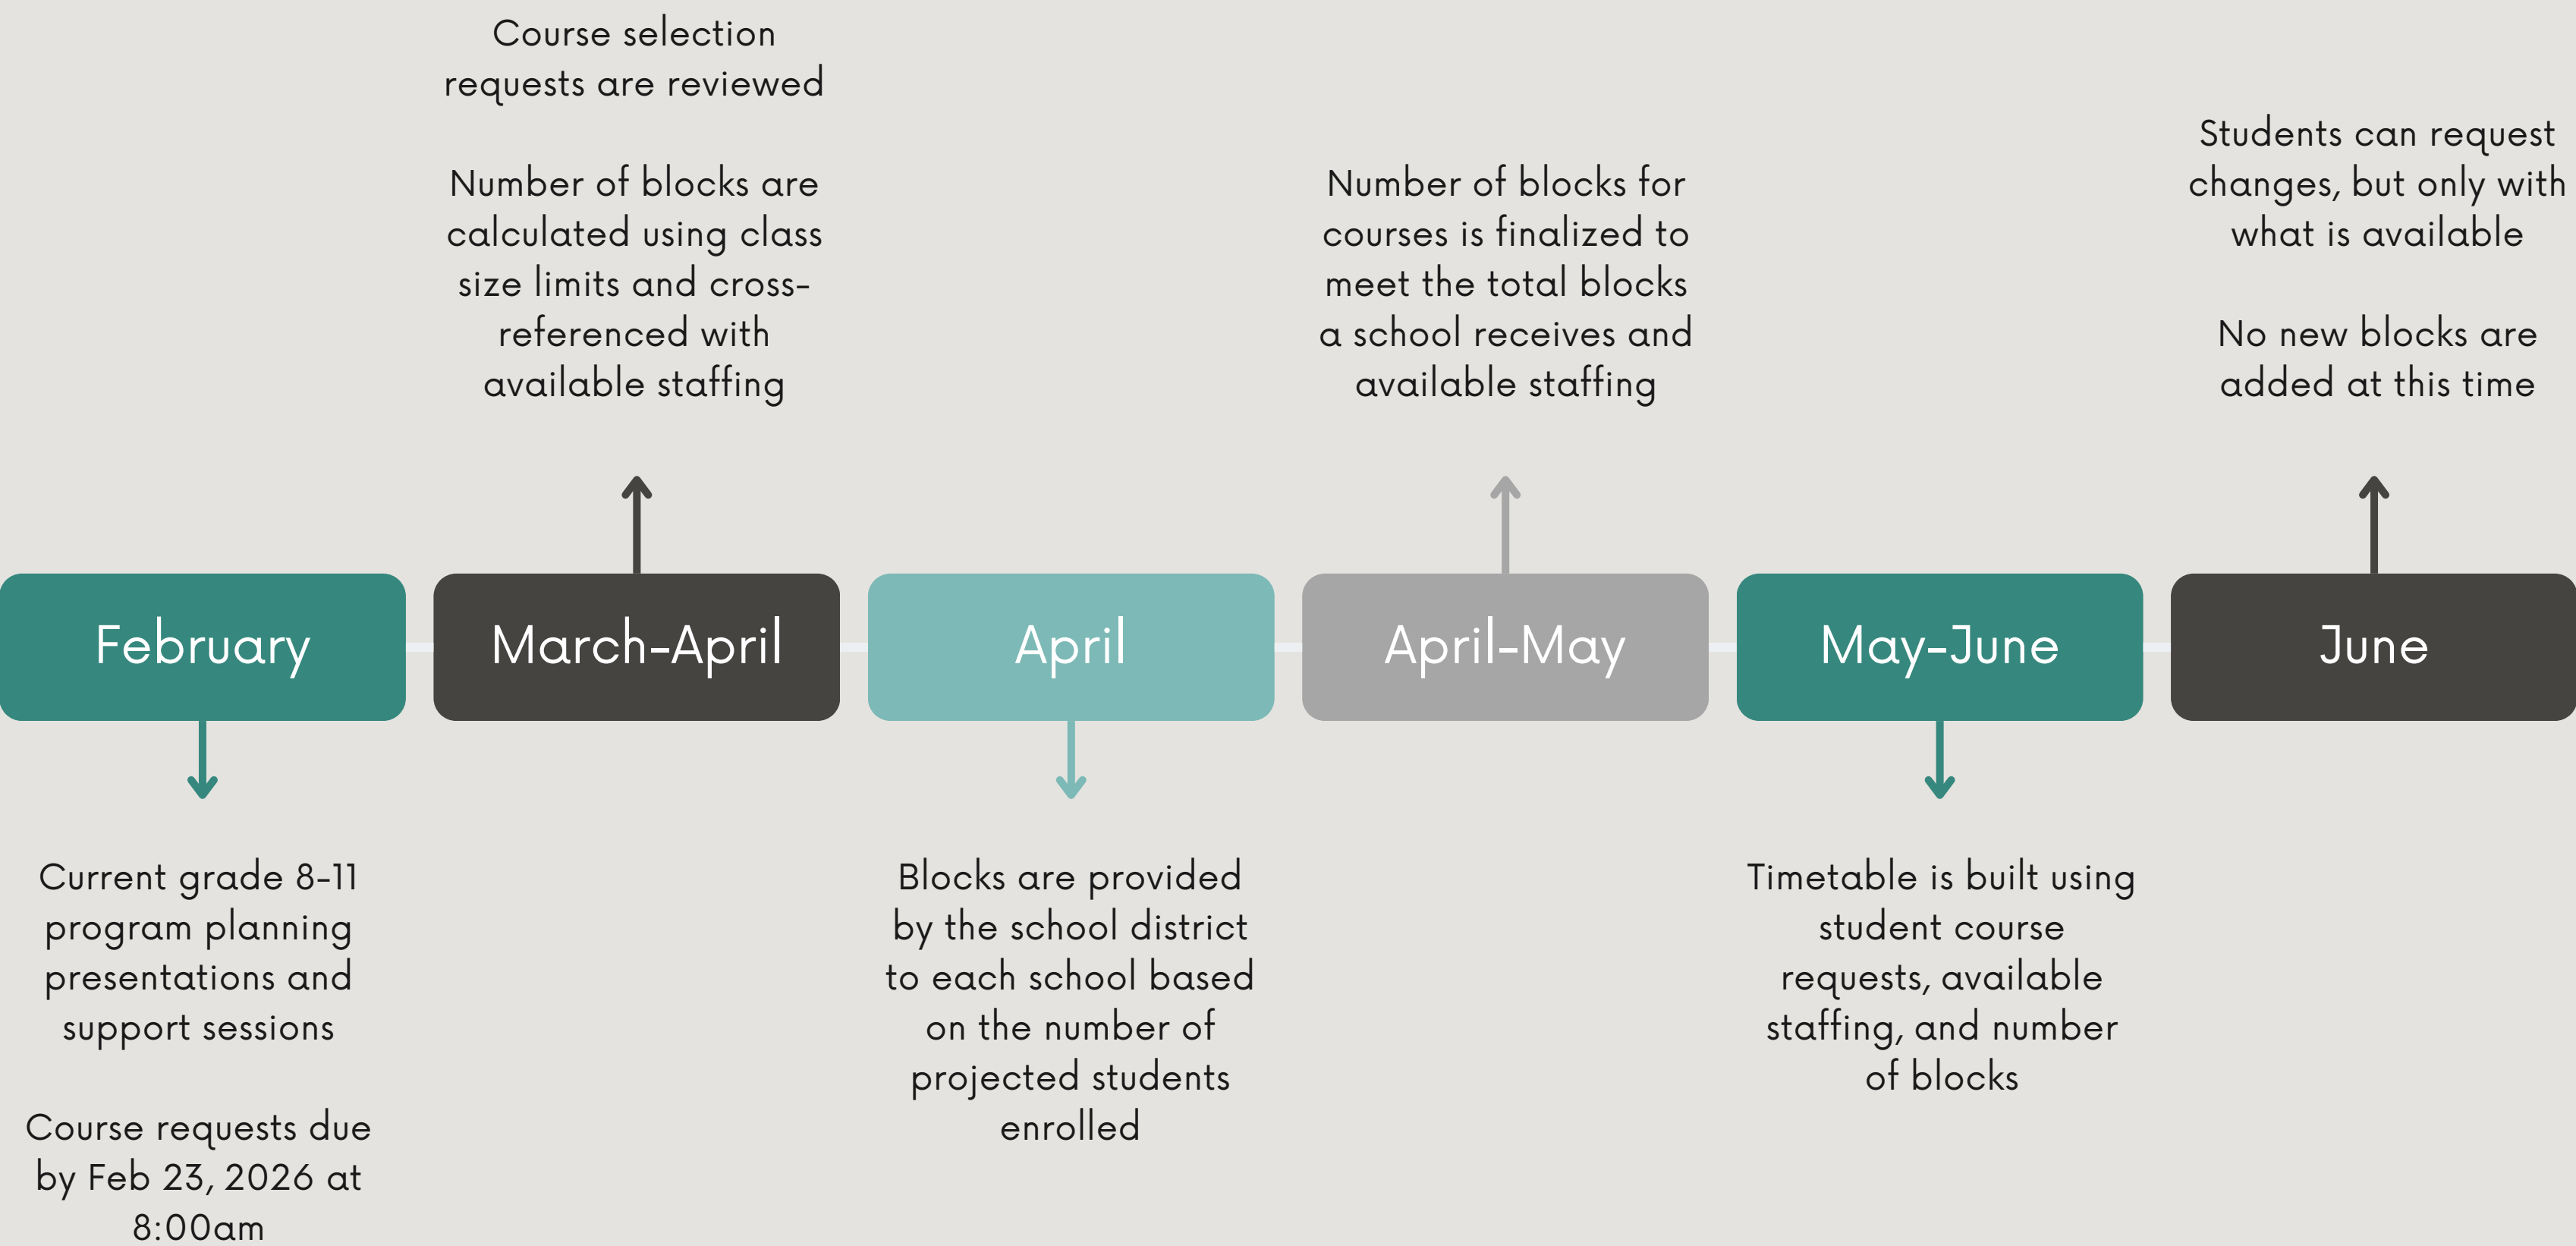 February
Current grade 8-11
program planning
presentations and
support sessions
Course requests due
by Feb 23, 2026 at
8:00am
March-April
Course selection
requests are reviewed
Number of blocks are
calculated using class
size limits and cross-
referenced with
available staffing
April
Blocks are provided
by the school district
to each school based
on the number of
projected students
enrolled
April-May
Number of blocks for
courses is finalized to
meet the total blocks
a school receives and
available staffing
May-June
Timetable is built using
student course
requests, available
staffing, and number
of blocks
June
Students can request
changes, but only with
what is available
No new blocks are
added at this time